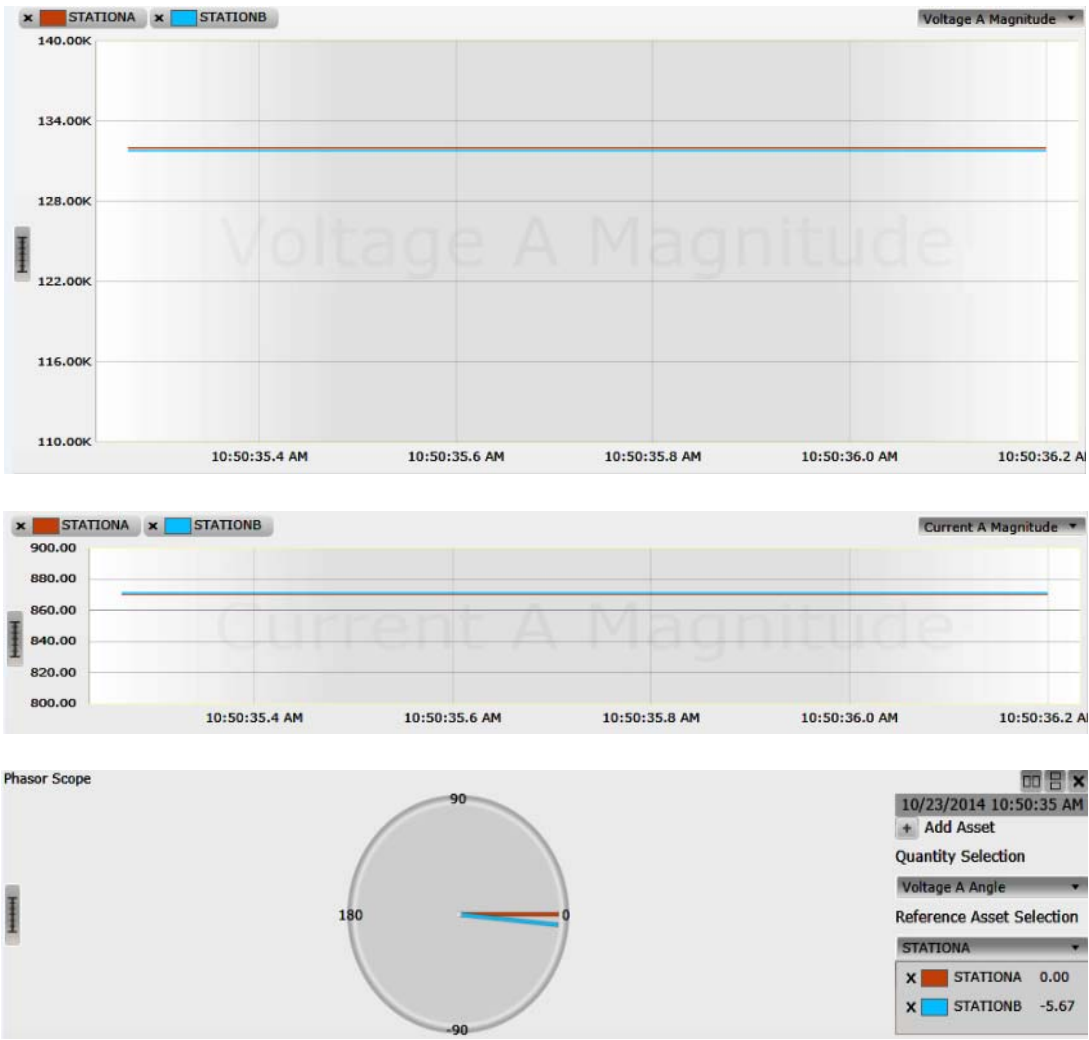 × STATIONA × STATIONB Voltage A Magnitude
140.00K
134.00K
128.00K
Voltage A Magnitude
122.00K
116.00K
110.00K
10:50:35.4 AM 10:50:35.6 AM 10:50:35.8 AM 10:50:36.0 AM 10:50:36.2 A
× STATIONA × STATIONB Current A Magnitude
900.00
880.00
860.00
Current A Magnitude
840.00
820.00
800.00
10:50:35.4 AM 10:50:35.6 AM 10:50:35.8 AM 10:50:36.0 AM 10:50:36.2 A
Phasor Scope
90
180
0
-90
10/23/2014 10:50:35 AM
+ Add Asset
Quantity Selection
Voltage A Angle
Reference Asset Selection
STATIONA
X STATIONA 0.00
X STATIONB -5.67